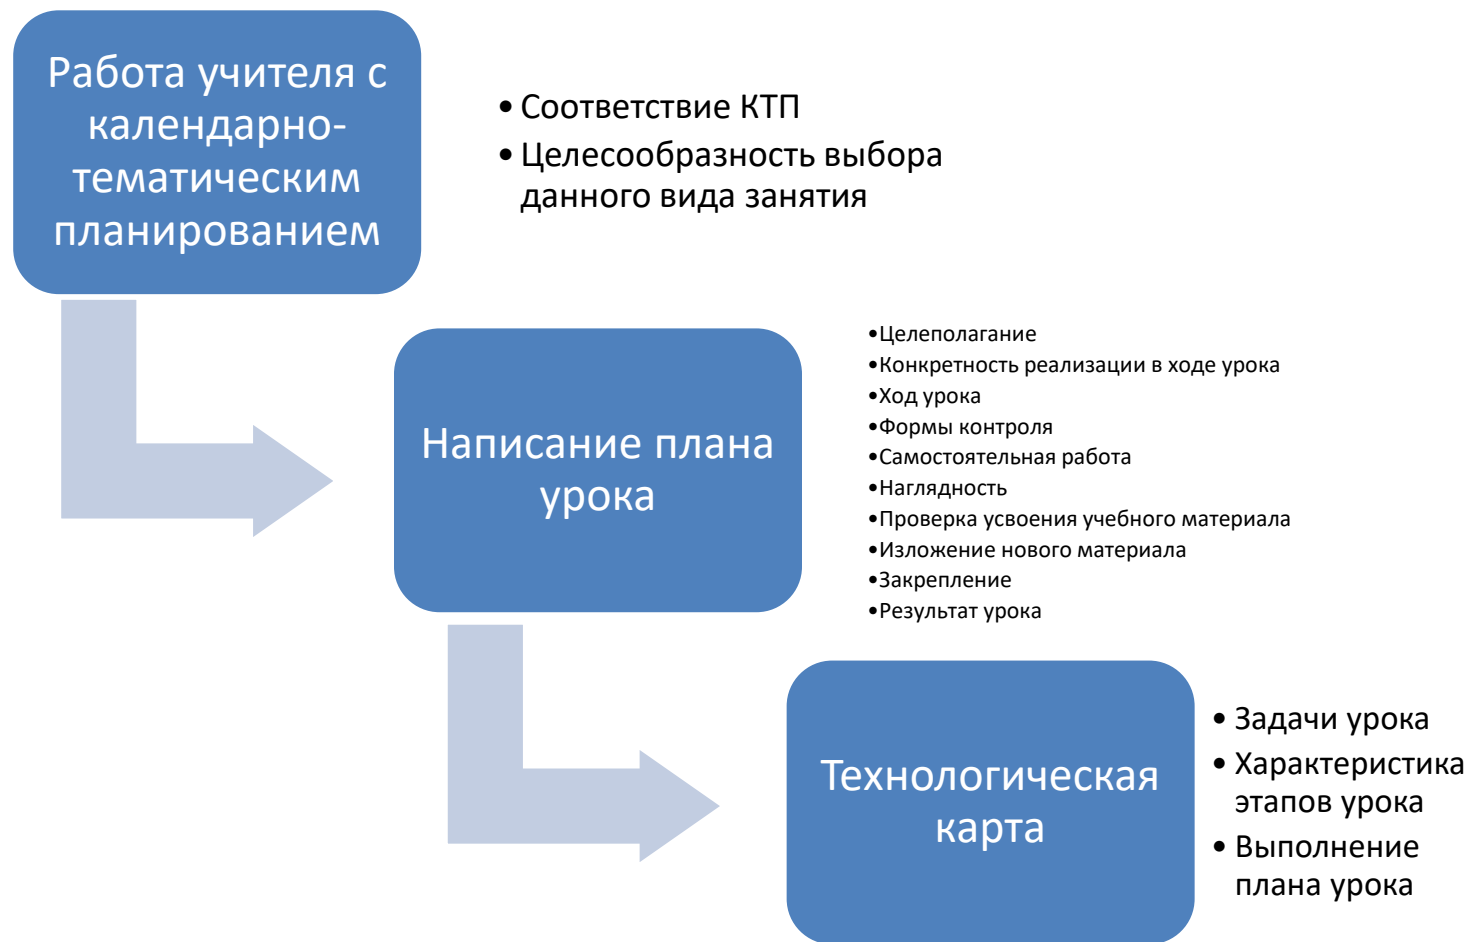 Работа учителя с
календарно-
тематическим
планированием
• Соответствие КТП
• Целесообразность выбора
данного вида занятия
Написание плана
урока
•Целеполагание
•Конкретность реализации в ходе урока
•Ход урока
•Формы контроля
•Самостоятельная работа
•Наглядность
•Проверка усвоения учебного материала
•Изложение нового материала
•Закрепление
•Результат урока
Технологическая
карта
• Задачи урока
• Характеристика
этапов урока
• Выполнение
плана урока